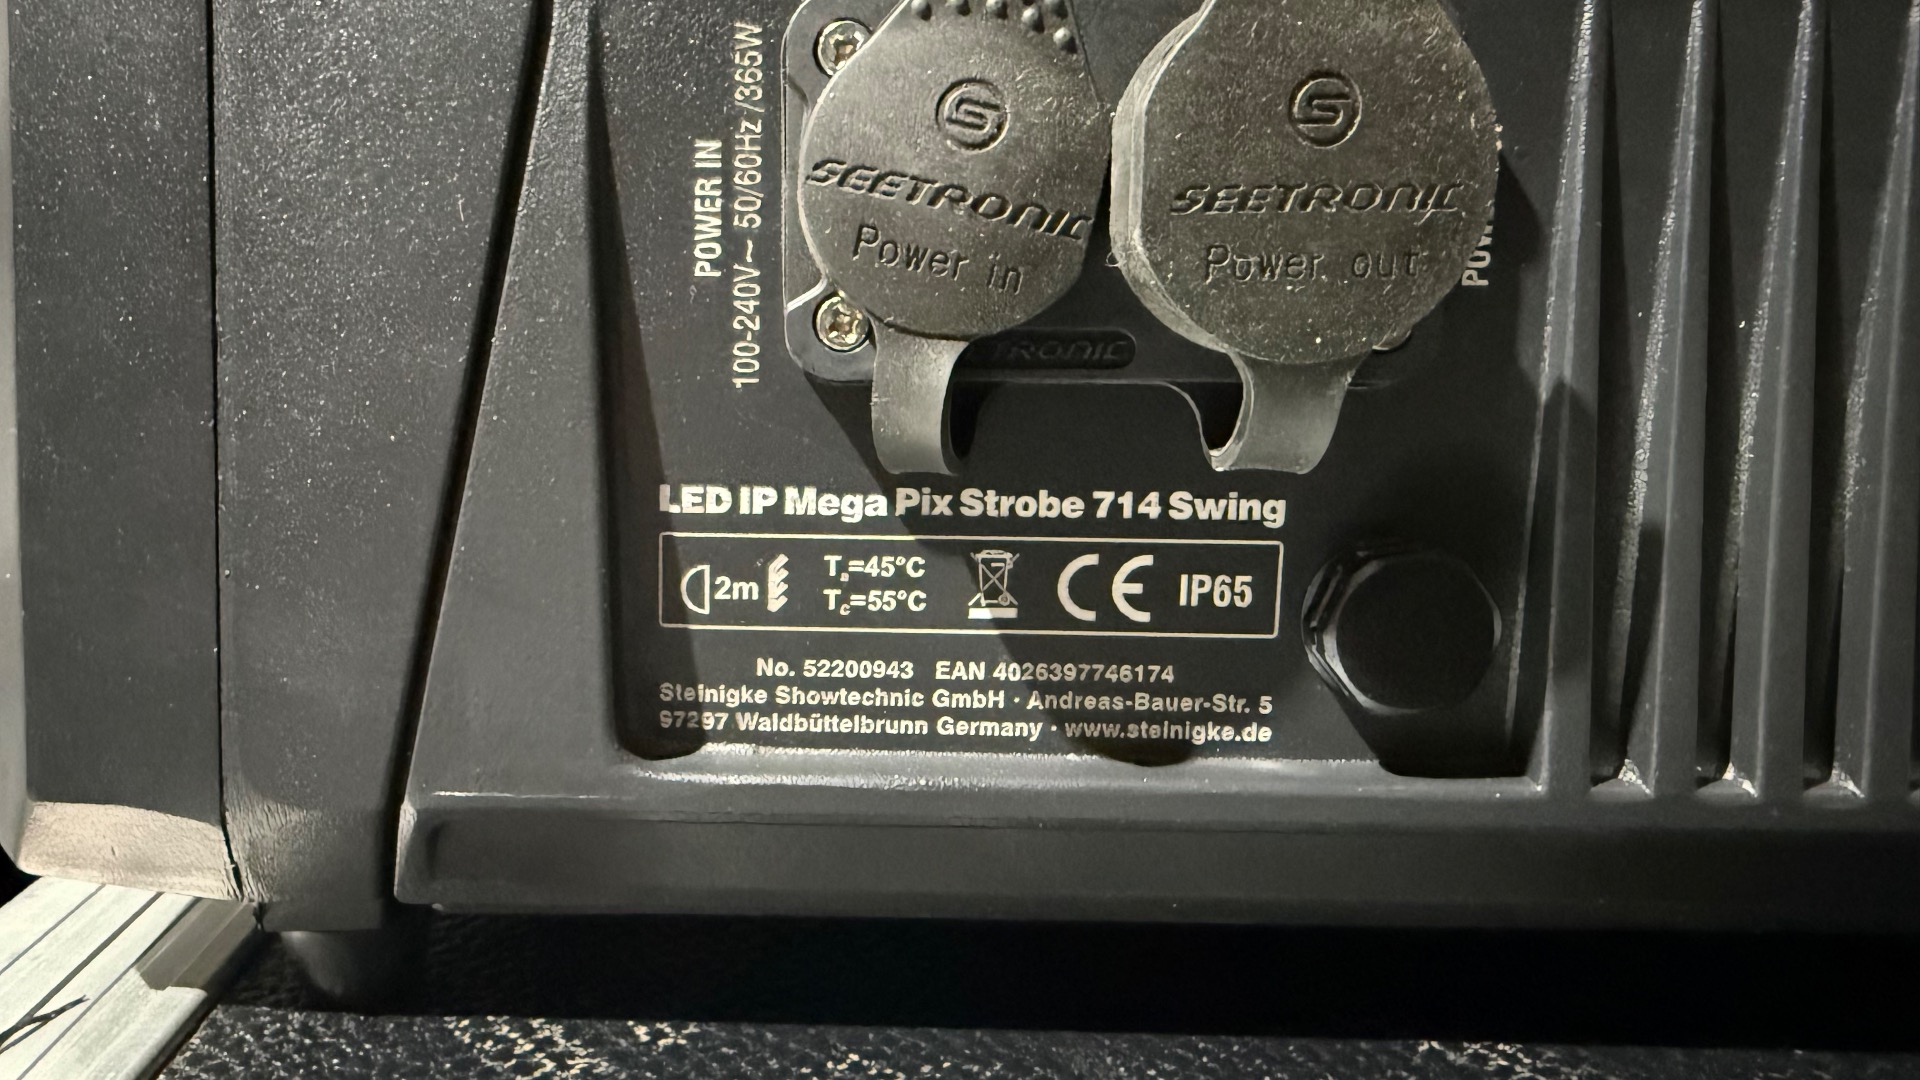 POWER IN
100-240V~ 50/60Hz /365W
SEETRONIC
Power in
SEETRONIC
Power out
LED IP Mega Pix Strobe 714 Swing
2m
Ta=45°C
Tc=55°C
CE
IP65
No. 52200943 EAN 4026397746174
Steinigke Showtechnic GmbH · Andreas-Bauer-Str. 5
97297 Waldbüttelbrunn Germany · www.steinigke.de